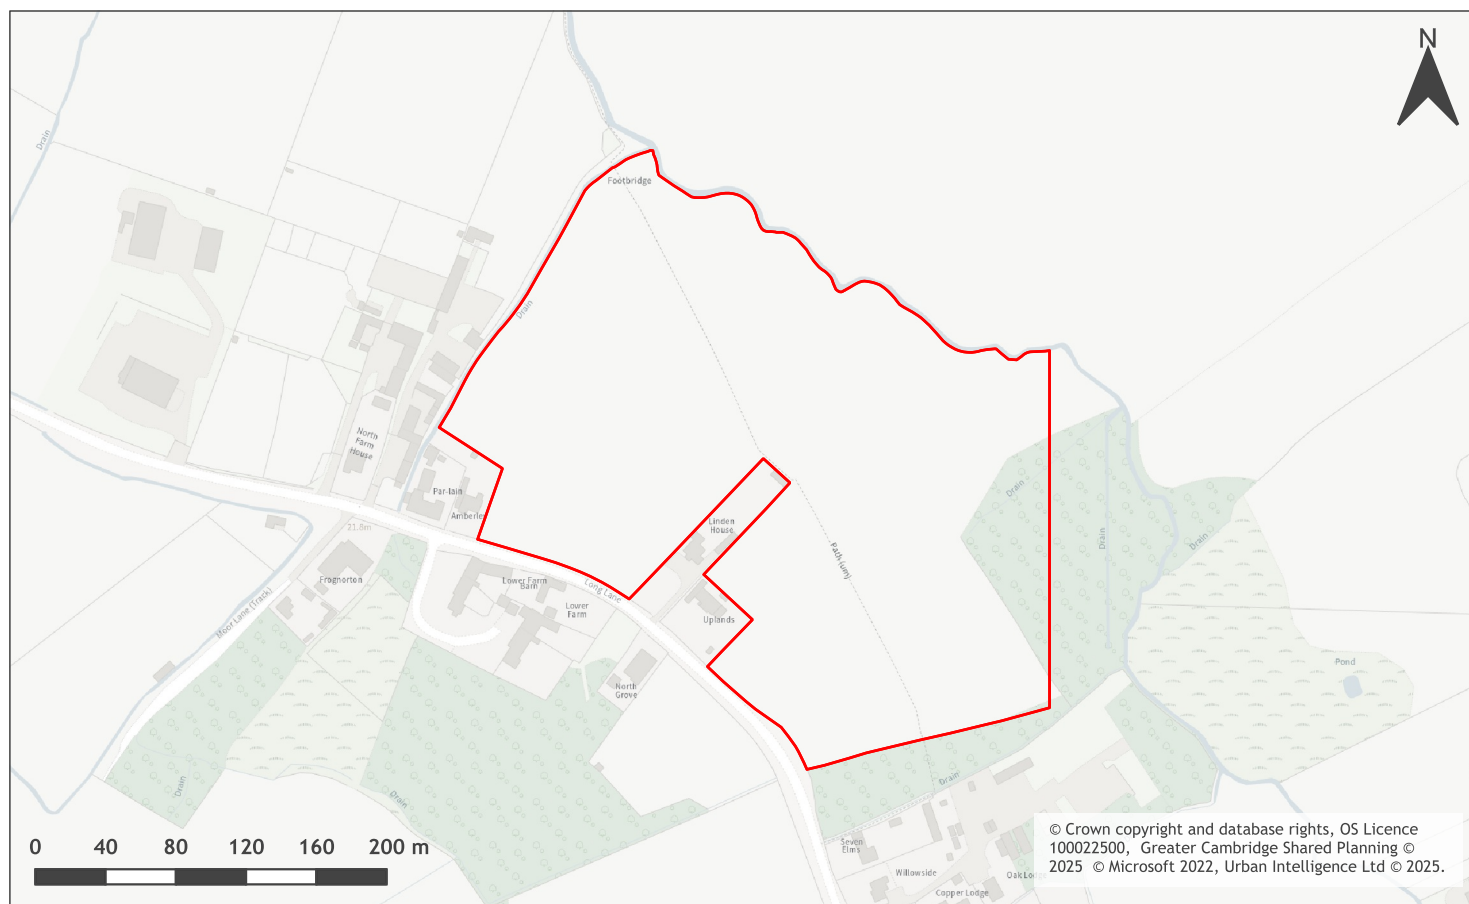 N
Drain
Footbridge
Drain
North
Farm
House
Par-lain
Amberley
21.8m
Linden
House
Drain
Drain
Drain
Path (um)
Frognorton
Lower Farm
Barn
Long Lane
Lower
Farm
Uplands
Moor Lane (Track)
North
Grove
Pond
Drain
Drain
Drain
Seven
Elms
Willowside
Oak Lodge
Copper Lodge
0 40 80 120 160 200 m
© Crown copyright and database rights, OS Licence
100022500, Greater Cambridge Shared Planning ©
2025 © Microsoft 2022, Urban Intelligence Ltd © 2025.